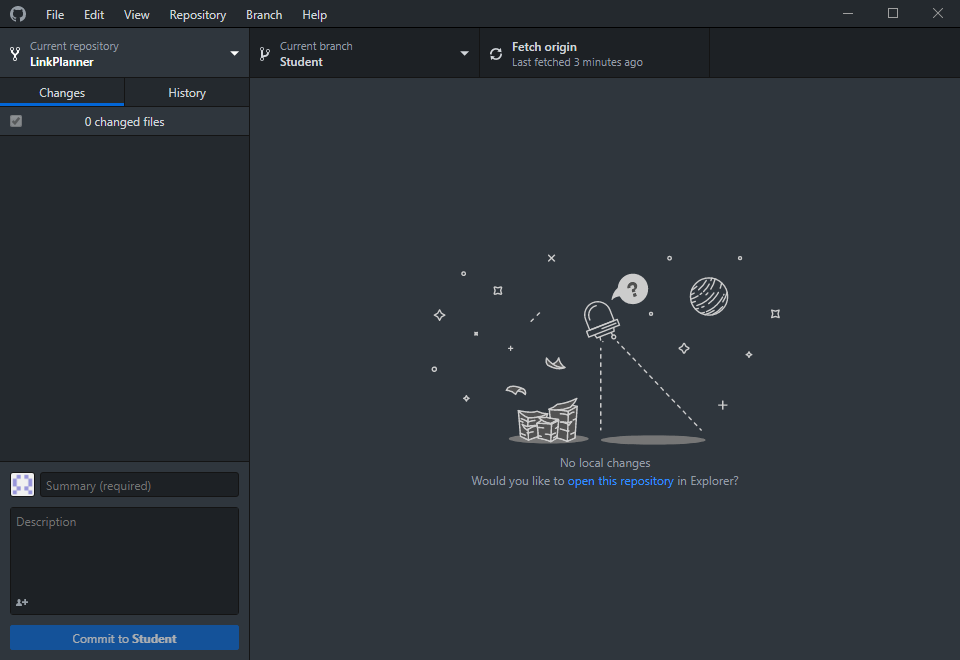 File Edit View Repository Branch Help
Current repository
LinkPlanner
Current branch
Student
Fetch origin
Last fetched 3 minutes ago
Changes History
0 changed files
?
No local changes
Would you like to open this repository in Explorer?
Summary (required)
Description
Commit to Student